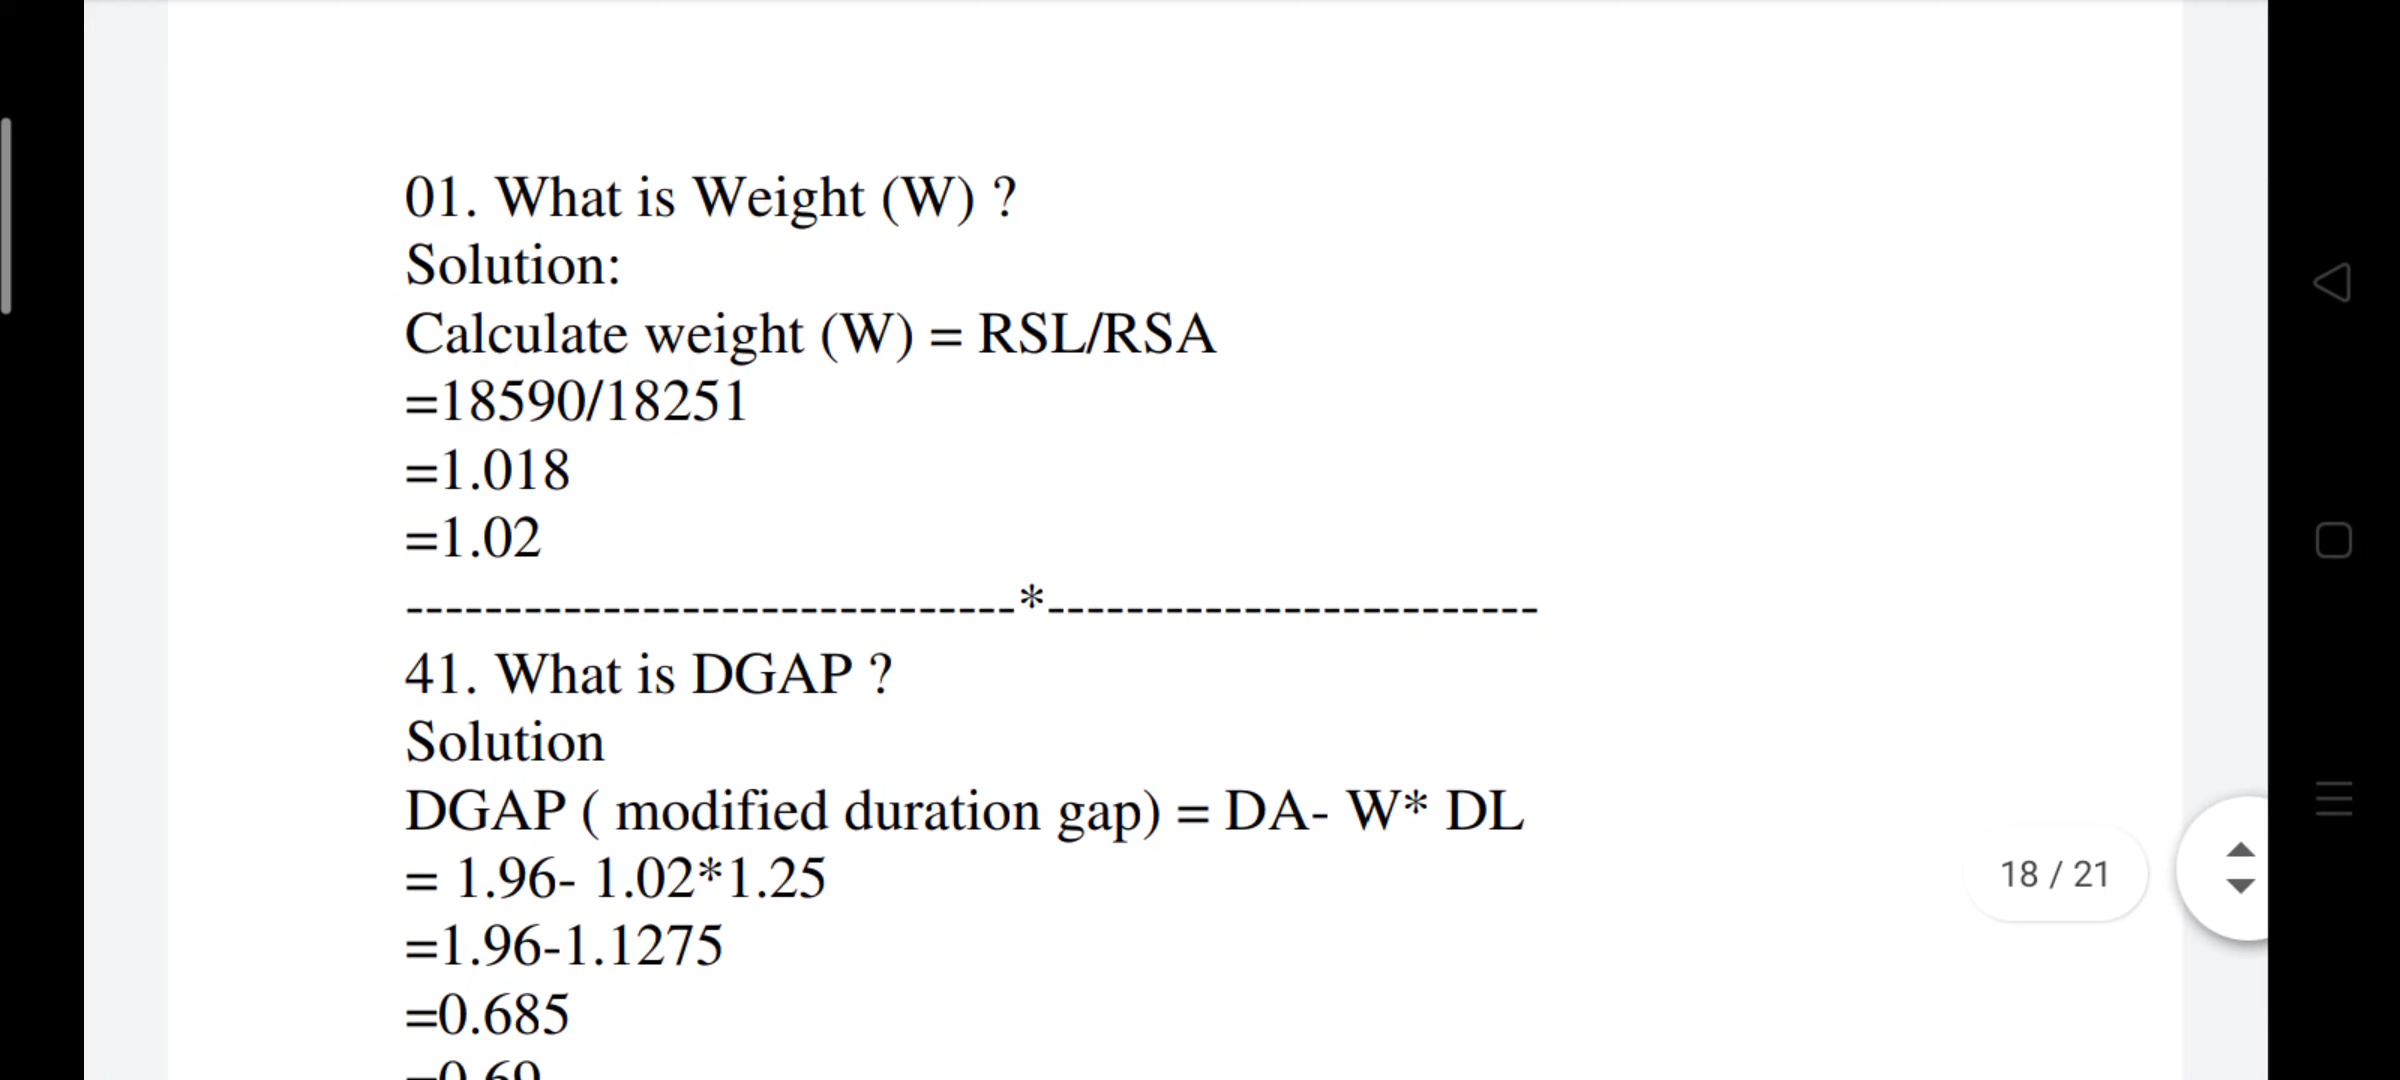 01. What is Weight (W) ?
Solution:
Calculate weight (W) = RSL/RSA
=18590/18251
=1.018
=1.02
-------------------------------*-------------------------
41. What is DGAP ?
Solution
DGAP ( modified duration gap) = DA- W* DL
= 1.96- 1.02*1.25
=1.96-1.1275
=0.685
=0.69
18 / 21